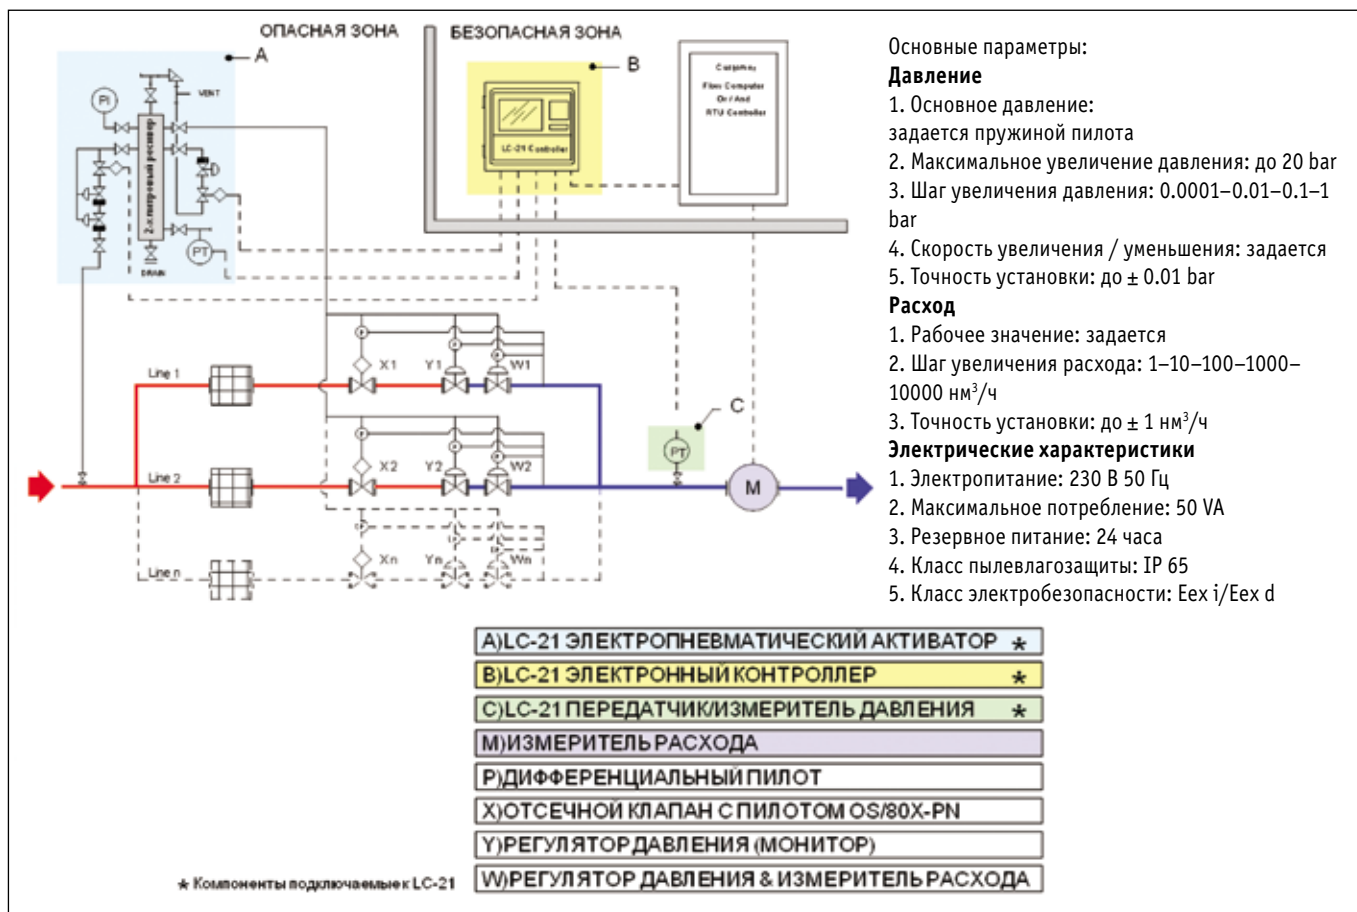 ОПАСНАЯ ЗОНА
БЕЗОПАСНАЯ ЗОНА
A
B
VENT
PI
2-х литровый ресивер
PT
DRAIN
LC-21 Controller
Customer
Flow Computer
Or / And
RTU Controller
Line 1
P
P
P
X1
Y1
W1
C
PT
Line 2
P
P
P
X2
Y2
W2
M
Line n
P
P
P
Xn
Yn
Wn
A)LC-21 ЭЛЕКТРОПНЕВМАТИЧЕСКИЙ АКТИВАТОР *
B)LC-21 ЭЛЕКТРОННЫЙ КОНТРОЛЛЕР *
C)LC-21 ПЕРЕДАТЧИК/ИЗМЕРИТЕЛЬ ДАВЛЕНИЯ *
M)ИЗМЕРИТЕЛЬ РАСХОДА
P)ДИФФЕРЕНЦИАЛЬНЫЙ ПИЛОТ
X)ОТСЕЧНОЙ КЛАПАН С ПИЛОТОМ OS/80X-PN
Y)РЕГУЛЯТОР ДАВЛЕНИЯ (МОНИТОР)
W)РЕГУЛЯТОР ДАВЛЕНИЯ & ИЗМЕРИТЕЛЬ РАСХОДА
* Компоненты подключаемые к LC-21
Основные параметры:
Давление
1. Основное давление:
задается пружиной пилота
2. Максимальное увеличение давления: до 20 bar
3. Шаг увеличения давления: 0.0001–0.01–0.1–1
bar
4. Скорость увеличения / уменьшения: задается
5. Точность установки: до ± 0.01 bar
Расход
1. Рабочее значение: задается
2. Шаг увеличения расхода: 1–10–100–1000–
10000 нм³/ч
3. Точность установки: до ± 1 нм³/ч
Электрические характеристики
1. Электропитание: 230 В 50 Гц
2. Максимальное потребление: 50 VA
3. Резервное питание: 24 часа
4. Класс пылевлагозащиты: IP 65
5. Класс электробезопасности: Eex i/Eex d